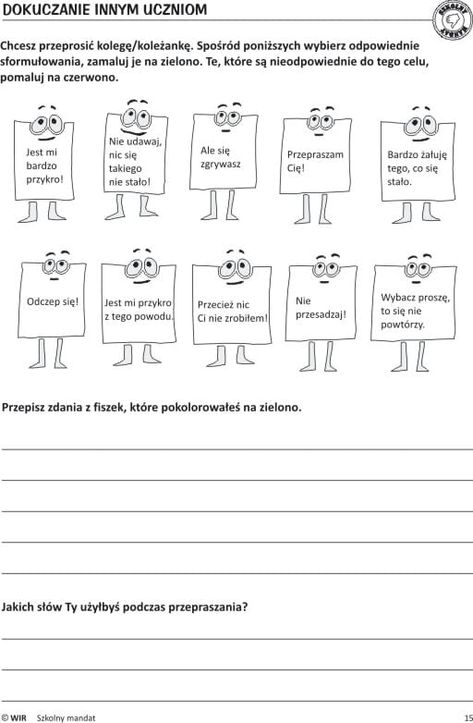 DOKUCZANIE INNYM UCZNIOM
SZKOLNY
MANDAT
Chcesz przeprosić kolegę/koleżankę. Spośród poniższych wybierz odpowiednie
sformułowania, zamaluj je na zielono. Te, które są nieodpowiednie do tego celu,
pomaluj na czerwono.
Jest mi
bardzo
przykro!
Nie udawaj,
nic się
takiego
nie stało!
Ale się
zgrywasz
Przepraszam
Cię!
Bardzo żałuję
tego, co się
stało.
Odczep się!
Jest mi przykro
z tego powodu.
Przecież nic
Ci nie zrobiłem!
Nie
przesadzaj!
Wybacz proszę,
to się nie
powtórzy.
Przepisz zdania z fiszek, które pokolorowałeś na zielono.
Jakich słów Ty użyłbyś podczas przepraszania?
© WIR Szkolny mandat
15